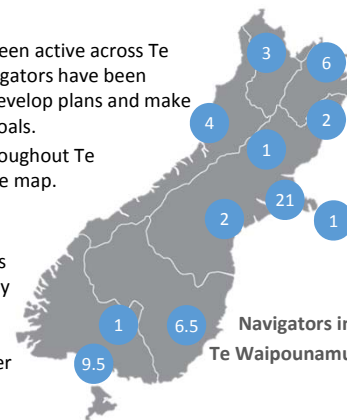 een active across Te
igators have been
evelop plans and make
oals.
oughout Te
e map.
s
y
er
3
6
4
2
1
21
2
1
1
6.5
9.5
Navigators in
Te Waipounamu